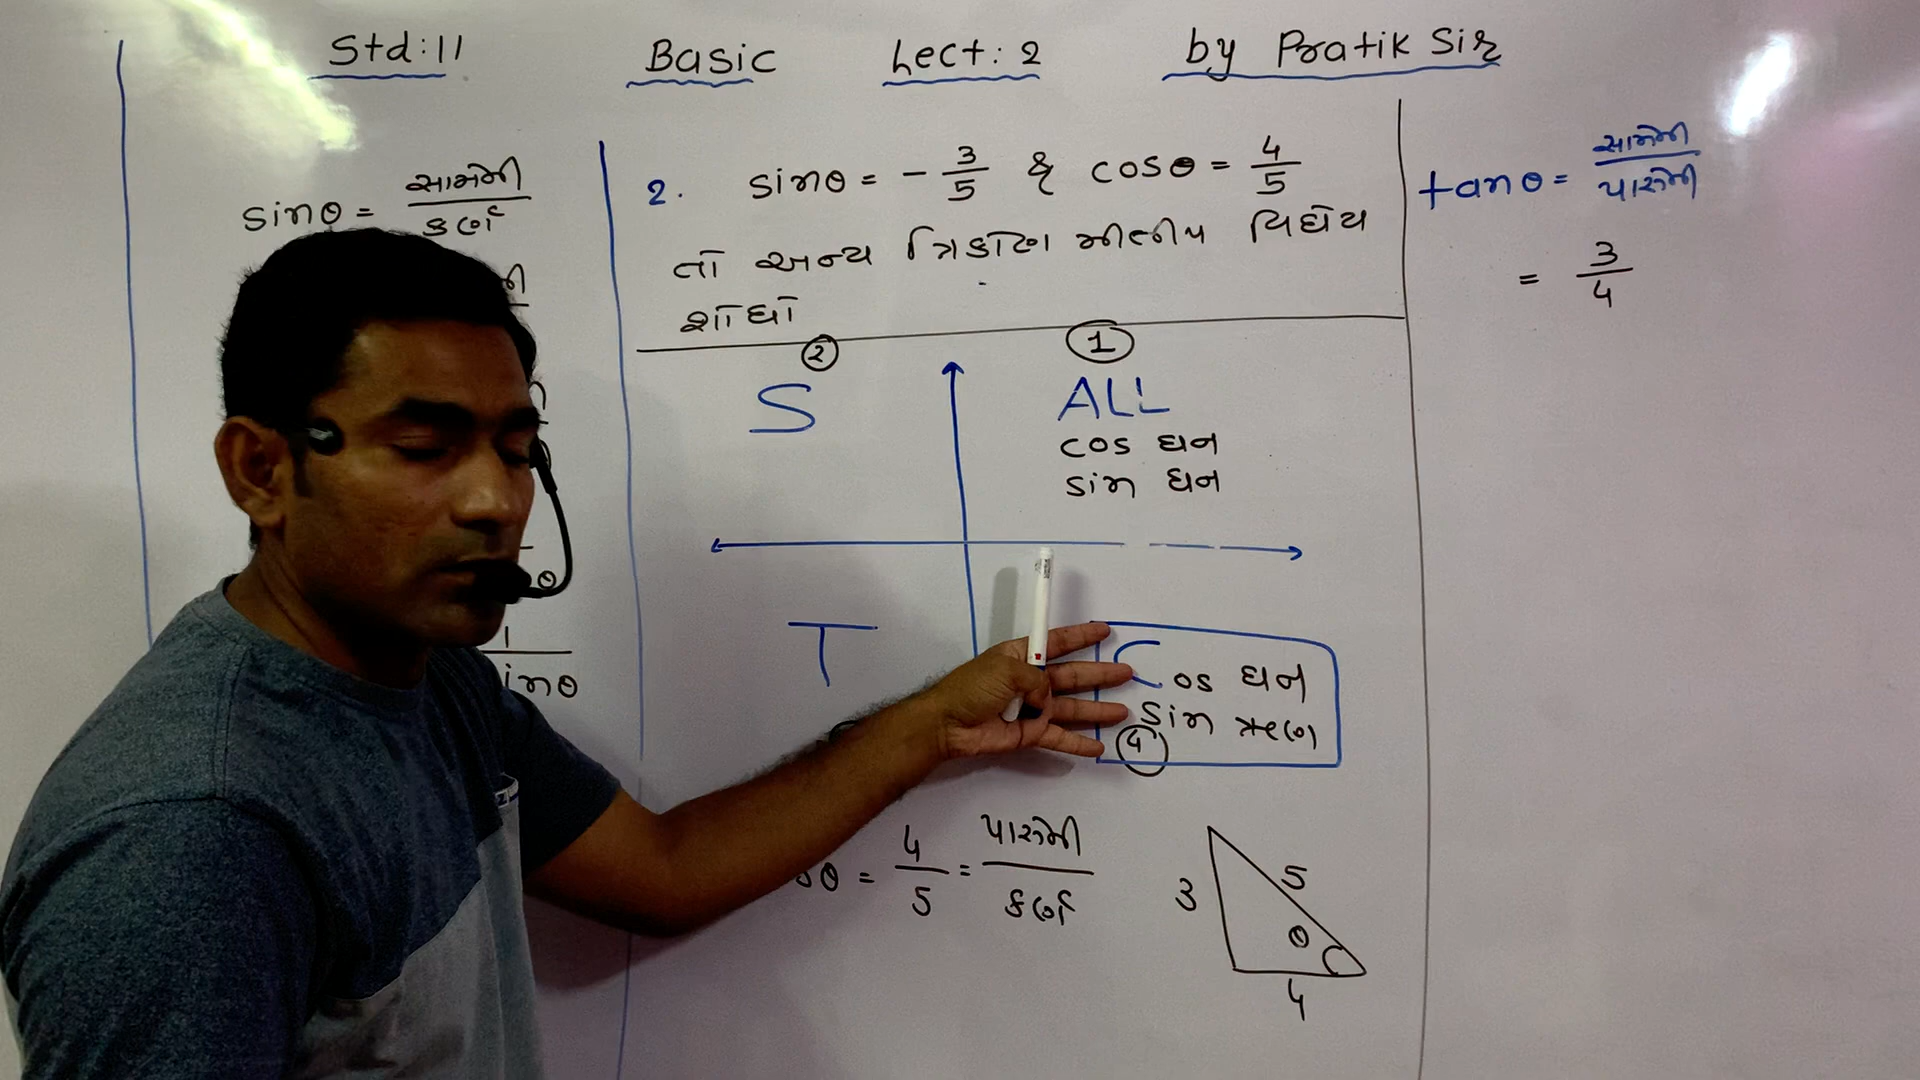 Std:11 Basic Lect: 2 by Pratik Sir
sinθ = સામેની / કર્ણ
1 / sinθ
2. sinθ = - 3/5 & cosθ = 4/5
તો અન્ય ત્રિકોણ મીતીય વિધેય
શોધો
2
S
1
ALL
cos ધન
sin ધન
T
Cos ધન
Sin ઋણ
4
θ = 4/5 = પાસેની / કર્ણ
3
5
θ
4
tanθ = સામેની / પાસેની
= 3/4